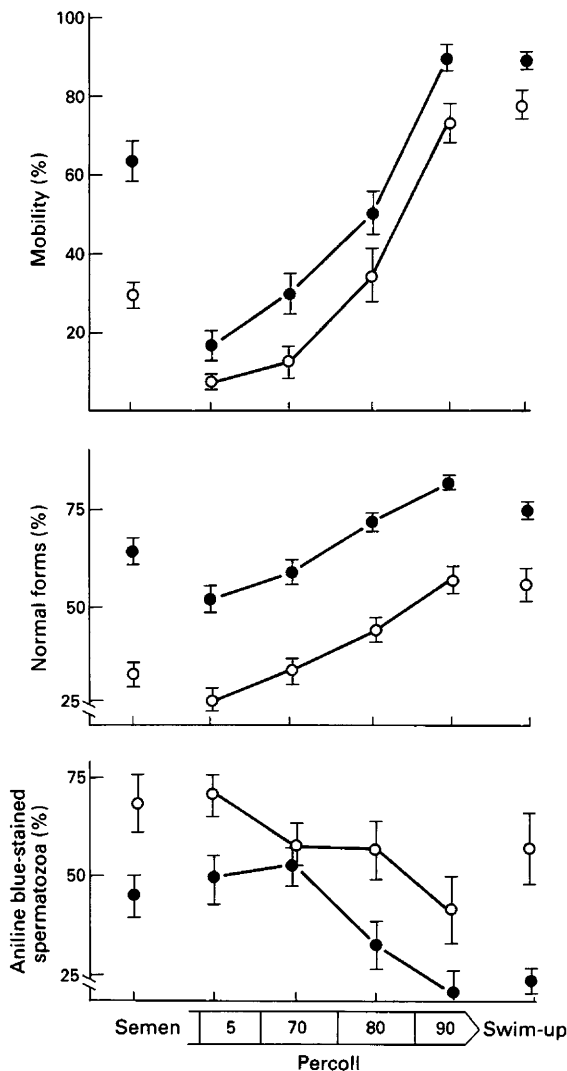 100
80
60
40
20
Mobility (%)
75
50
25
Normal forms (%)
75
50
25
Aniline blue-stained
spermatozoa (%)
Semen 5 70 80 90 Swim-up
Percoll